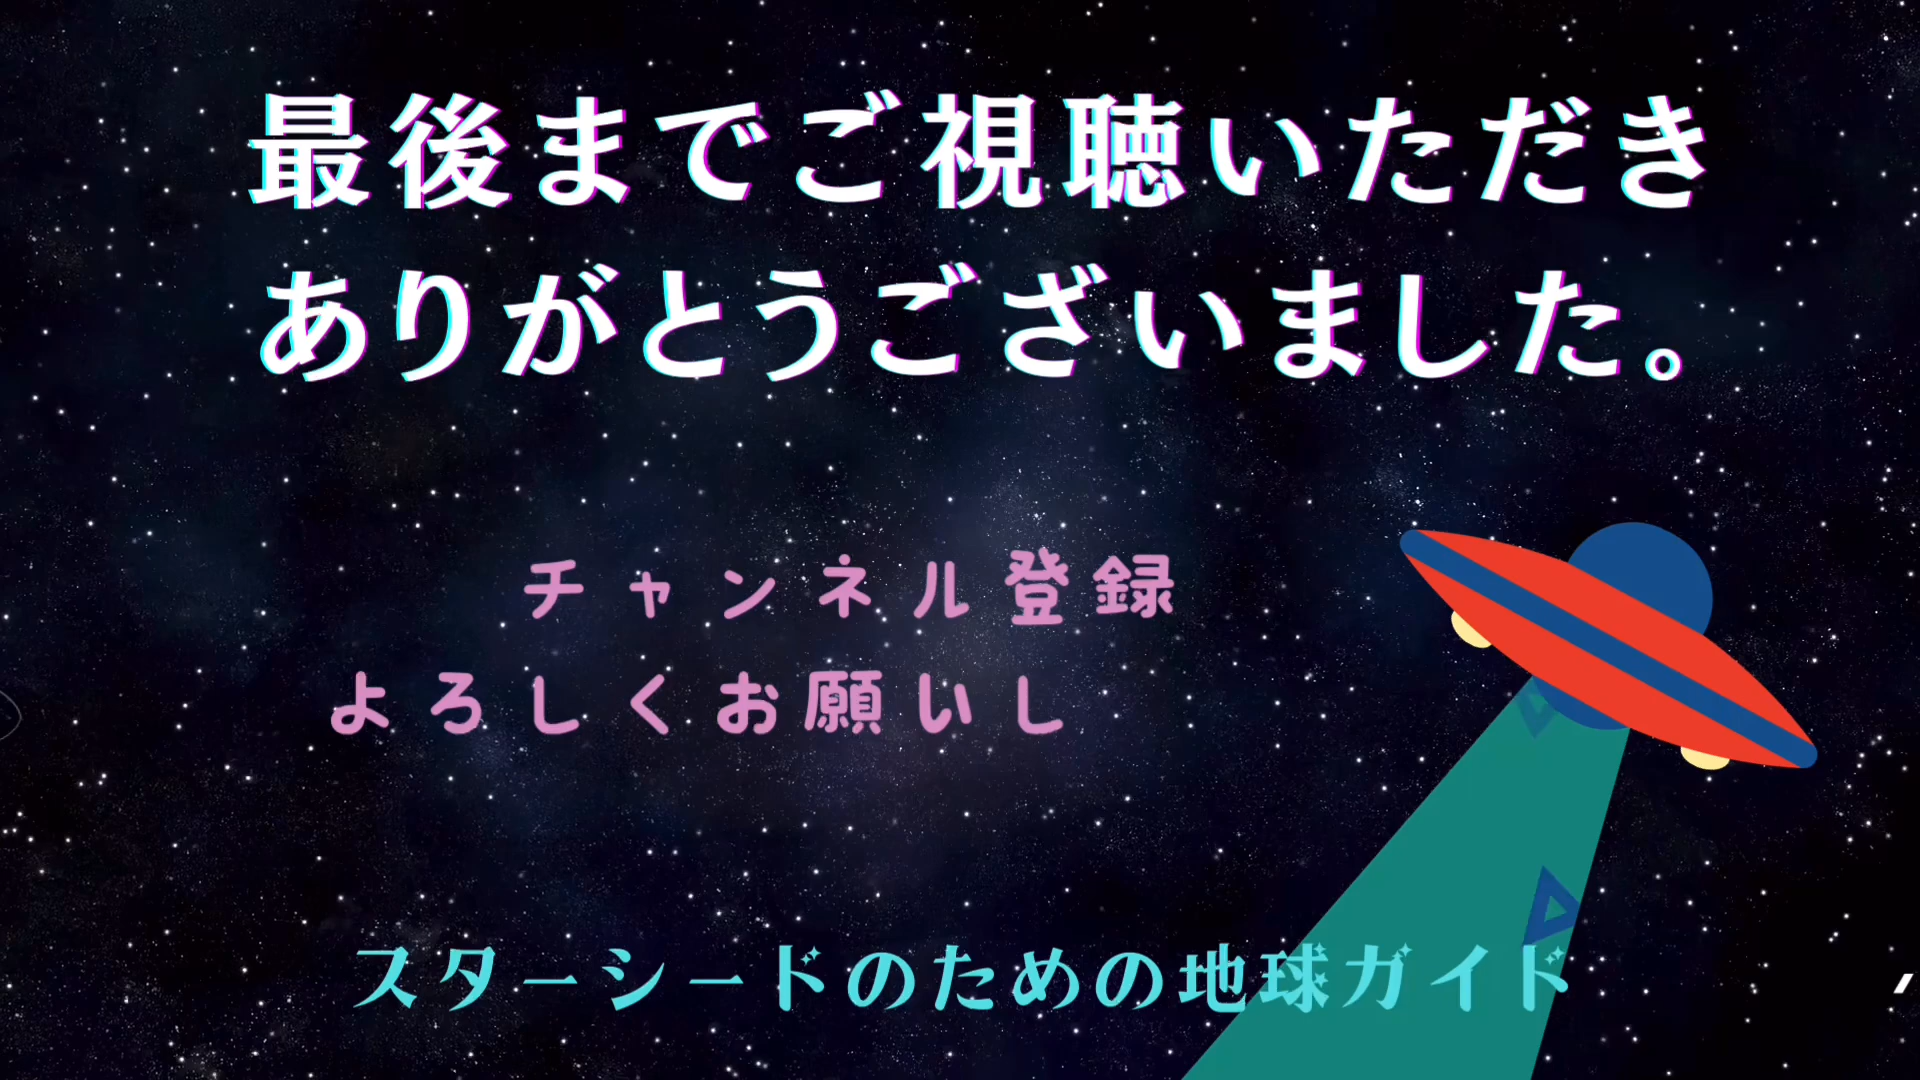 最後までご視聴いただき
ありがとうございました。
チャンネル登録
よろしくお願いし
スターシードのための地球ガイド